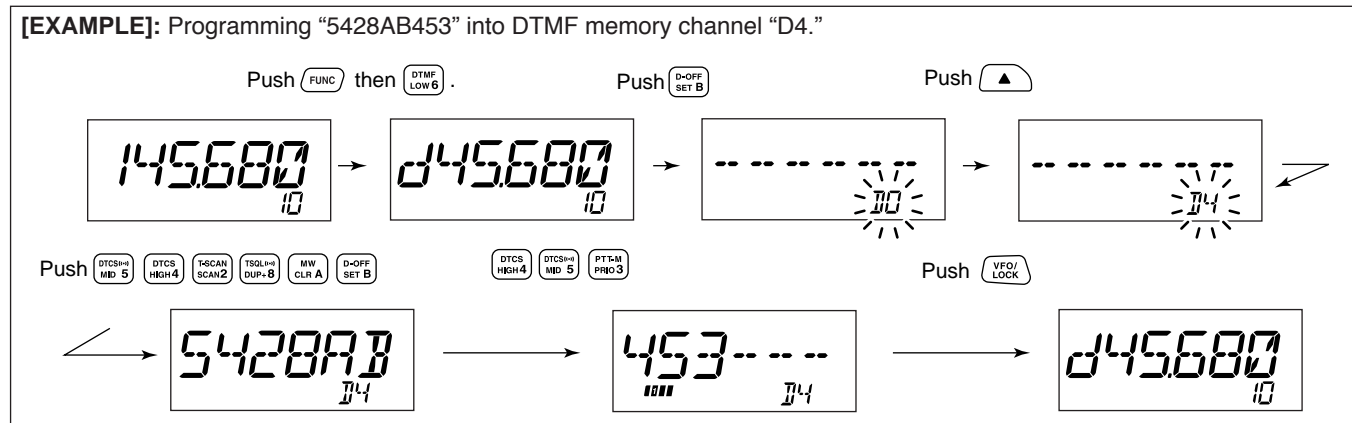 [EXAMPLE]: Programming “5428AB453” into DTMF memory channel “D4.”
Push FUNC then DTMF LOW 6 .
Push D-OFF SET B
Push ▲
145.680
10
d45.680
10
-- -- -- -- -- --
D0
-- -- -- -- -- --
D4
Push DTCS MID 5 DTCS HIGH 4 T-SCAN SCAN 2 TSQL DUP+ 8 MW CLR A D-OFF SET B
DTCS HIGH 4 DTCS MID 5 PTT-M PRIO 3
Push VFO/LOCK
5428AB
D4
453-- -- --
D4
d45.680
10